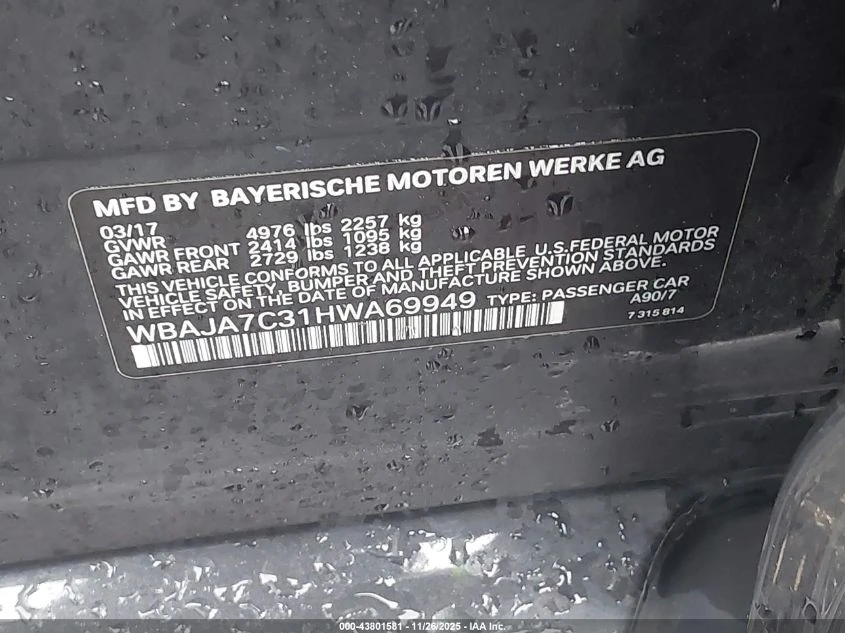 MFD BY BAYERISCHE MOTOREN WERKE AG
03/17
GVWR 4976 lbs 2257 kg
GAWR FRONT 2414 lbs 1095 kg
GAWR REAR 2729 lbs 1238 kg
THIS VEHICLE CONFORMS TO ALL APPLICABLE U.S.FEDERAL MOTOR
VEHICLE SAFETY, BUMPER AND THEFT PREVENTION STANDARDS
IN EFFECT ON THE DATE OF MANUFACTURE SHOWN ABOVE.
WBAJA7C31HWA69949 TYPE: PASSENGER CAR
A90/7
7 315 814
000-43801581 - 11/26/2025 - IAA Inc.